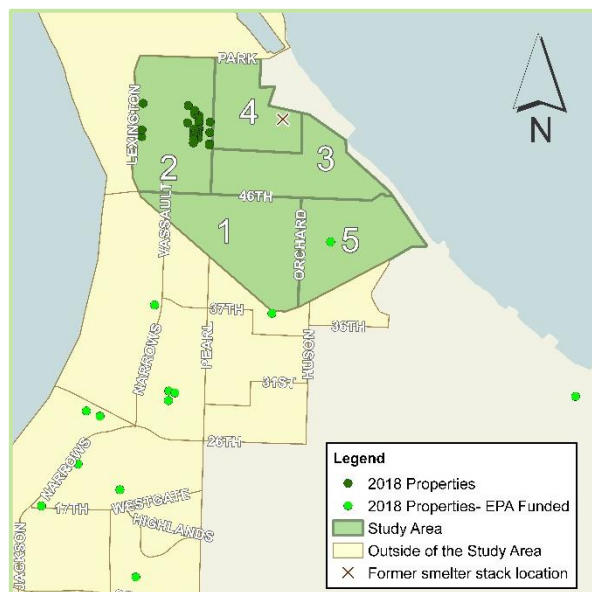 PARK
4
N
LEXINGTON
3
2
46TH
VASSAULT
1
ORCHARD
5
37TH
36TH
NARROWS
PEARL
HUSON
31ST
26TH
NARROWS
17TH
WESTGATE
HIGHLANDS
JACKSON
Legend
2018 Properties
2018 Properties- EPA Funded
Study Area
Outside of the Study Area
Former smelter stack location